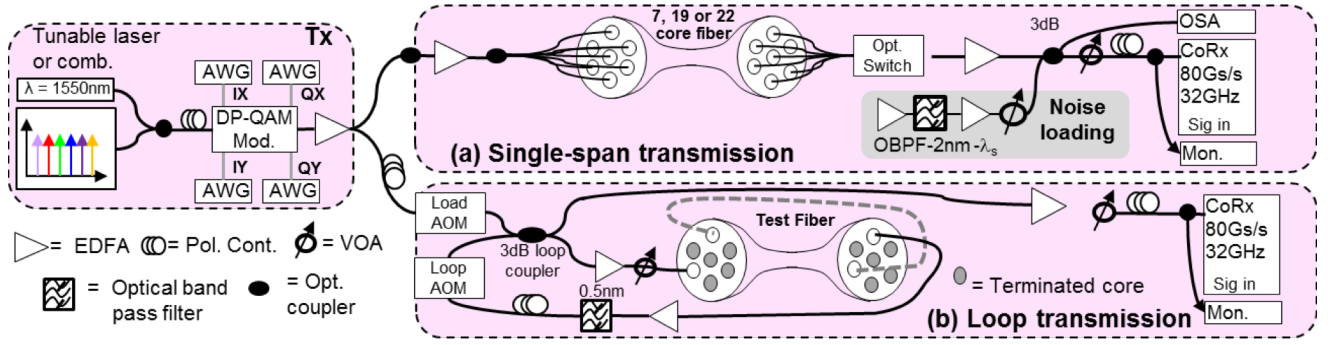 Tunable laser
or comb.
Tx
λ = 1550nm
AWG
AWG
IX
QX
DP-QAM
Mod.
IY
QY
AWG
AWG
= EDFA
= Pol. Cont.
= VOA
= Optical band
pass filter
= Opt.
coupler
7, 19 or 22
core fiber
Opt.
Switch
3dB
OSA
CoRx
80Gs/s
32GHz
Sig in
Mon.
Noise
loading
OBPF-2nm-λs
(a) Single-span transmission
Load
AOM
3dB loop
coupler
Loop
AOM
Test Fiber
0.5nm
= Terminated core
CoRx
80Gs/s
32GHz
Sig in
Mon.
(b) Loop transmission